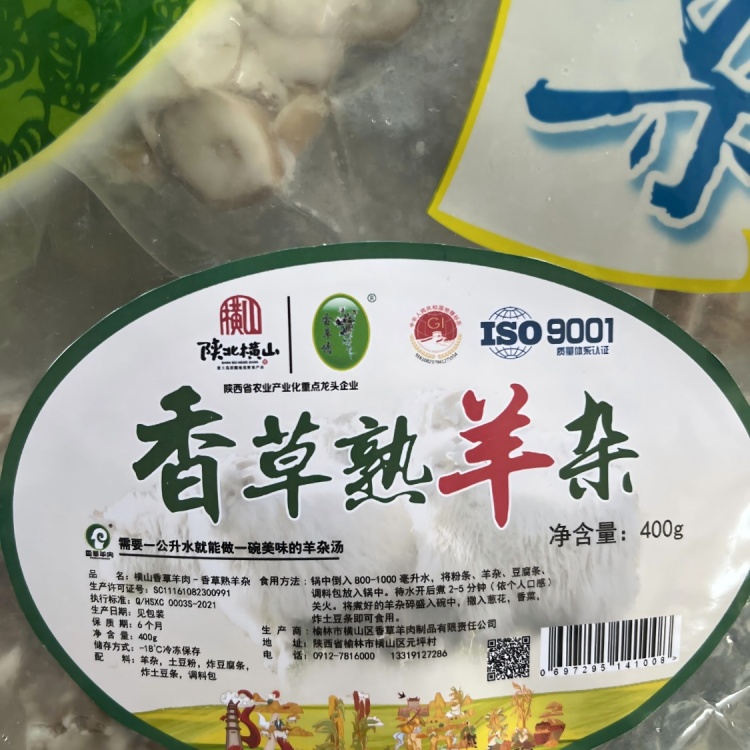 横山
陕北横山
香草情
®
GI
ISO 9001
质量体系认证
陕西省农业产业化重点龙头企业
香草熟羊杂
净含量：400g
香草羊肉
需要一公升水就能做一碗美味的羊杂汤
品　名：横山香草羊肉-香草熟羊杂
生产许可证号：SC11161082300991
执行标准：Q/HSXC 0003S-2021
生产日期：见包装
保 质 期：6个月
净 含 量：400g
储存方式：-18℃冷冻保存
配　料：羊杂，土豆粉，炸豆腐条，
炸土豆条，调料包
食用方法：锅中倒入800-1000毫升水，将粉条、羊杂、豆腐条、
调料包放入锅中。待水开后煮2-5分钟（依个人口感）
关火。将煮好的羊杂碎盛入碗中，撒入葱花，香菜，
炸土豆条即可食用。
生 产 商：榆林市横山区香草羊肉制品有限责任公司
地　址：陕西省榆林市横山区元坪村
电　话：0912-7816000　13319127286
0 697295 141008